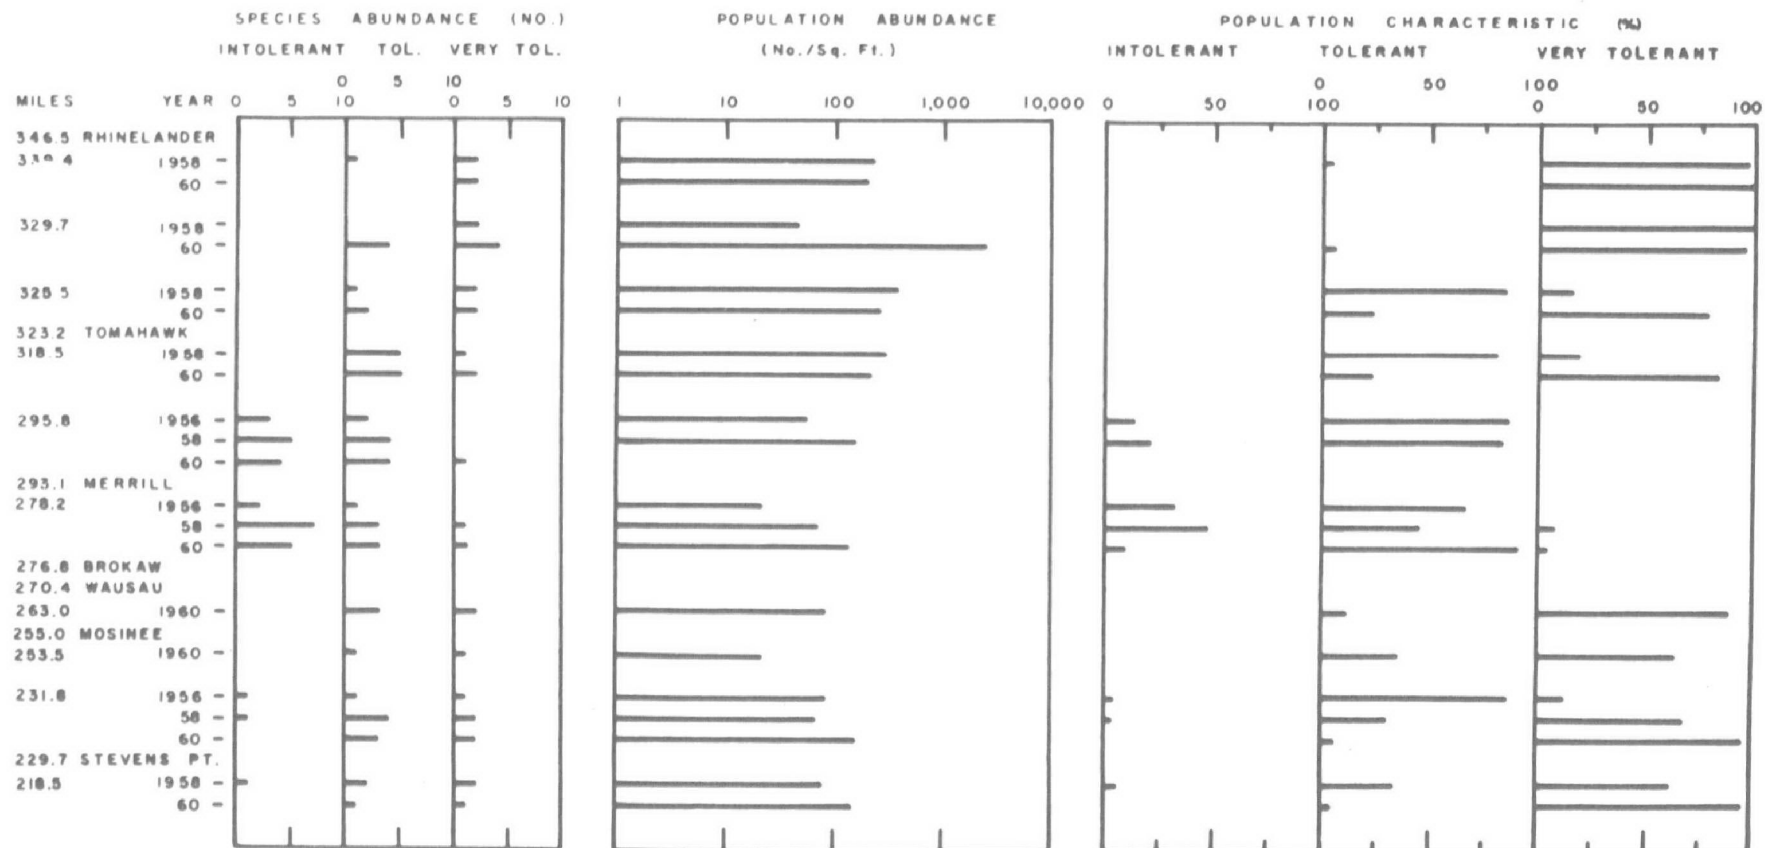 SPECIES ABUNDANCE (NO.) POPULATION ABUNDANCE POPULATION CHARACTERISTIC (%)
INTOLERANT TOL. VERY TOL. (No./Sq. Ft.) INTOLERANT TOLERANT VERY TOLERANT
0 5 10 0 50 100
MILES YEAR 0 5 10 0 5 10 1 10 100 1,000 10,000 0 50 100 0 50 100
346.5 RHINELANDER
1958
60
329.7 1958
60
1958
60
323.2 TOMAHAWK
318.5 1958
60
295.8 1956
58
60
293.1 MERRILL
278.2 1956
58
60
276.8 BROKAW
270.4 WAUSAU
263.0 1960
255.0 MOSINEE
253.5 1960
231.8 1956
58
60
229.7 STEVENS PT.
218.5 1958
60